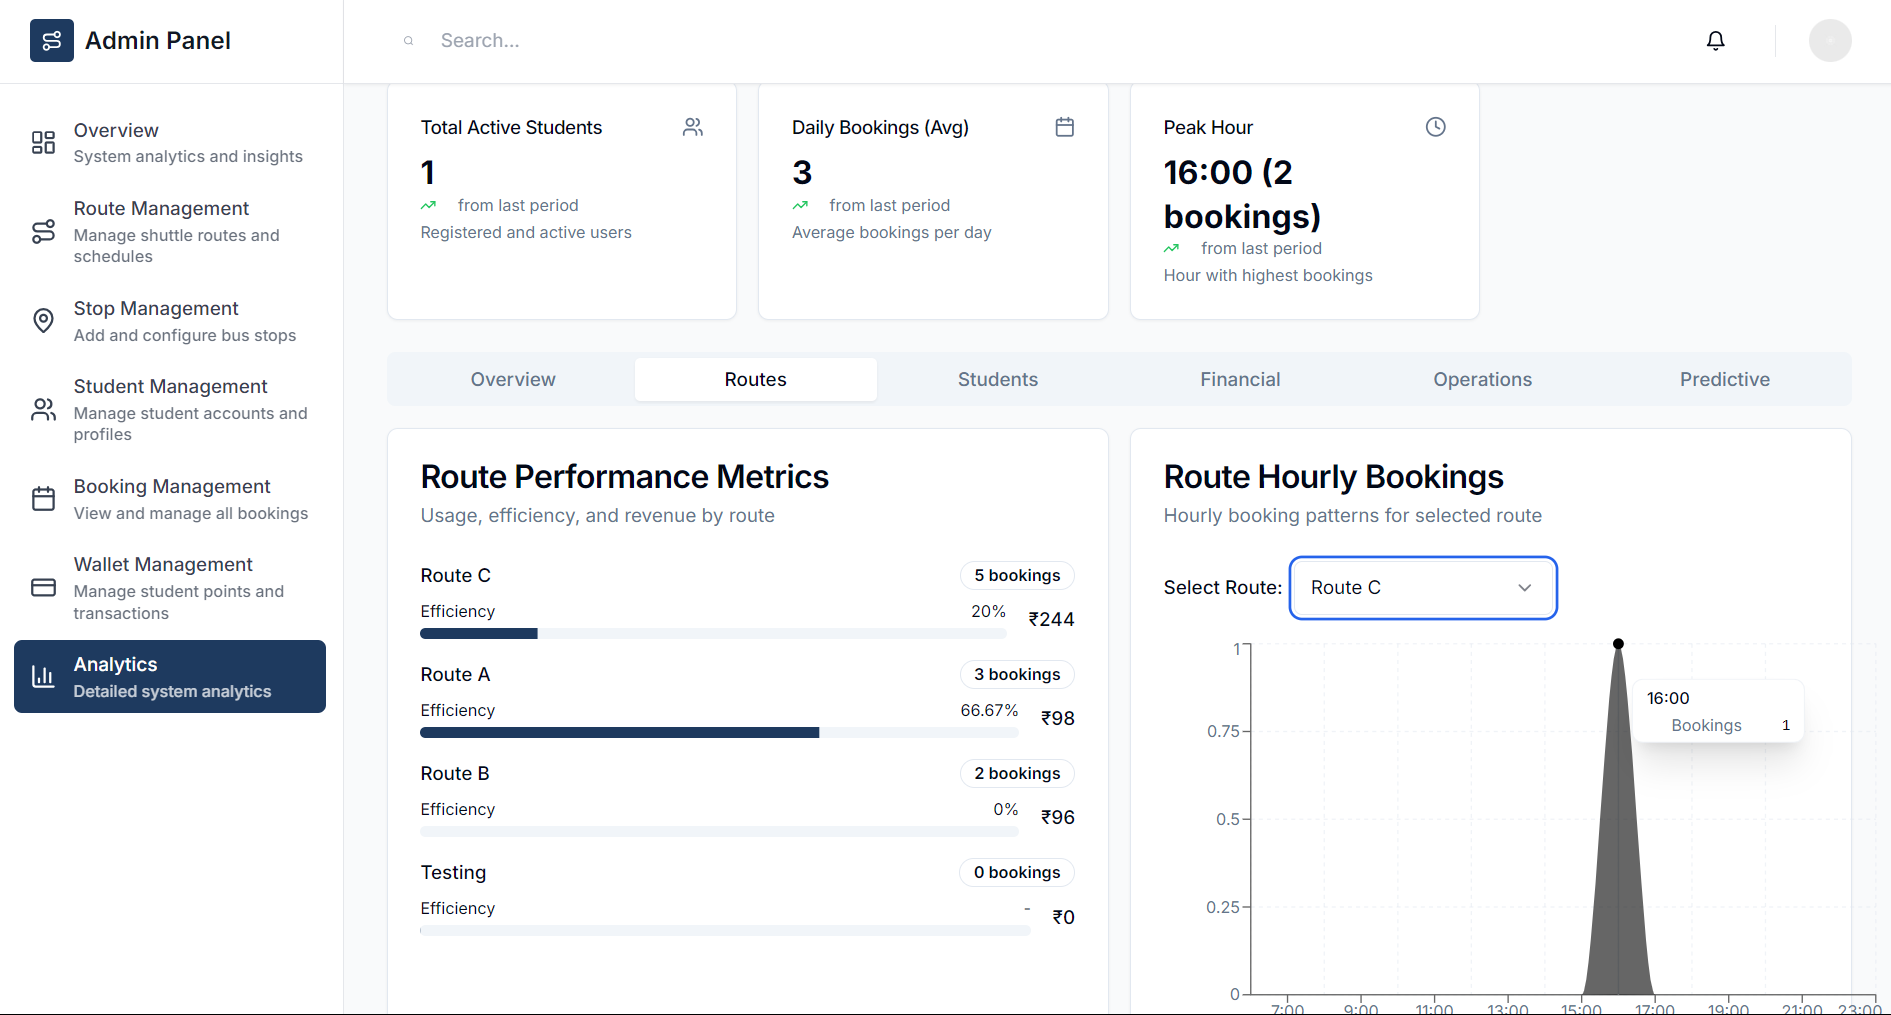 Admin Panel
Search...
Overview
System analytics and insights
Route Management
Manage shuttle routes and
schedules
Stop Management
Add and configure bus stops
Student Management
Manage student accounts and
profiles
Booking Management
View and manage all bookings
Wallet Management
Manage student points and
transactions
Analytics
Detailed system analytics
Total Active Students
1
from last period
Registered and active users
Daily Bookings (Avg)
3
from last period
Average bookings per day
Peak Hour
16:00 (2
bookings)
from last period
Hour with highest bookings
Overview Routes Students Financial Operations Predictive
Route Performance Metrics
Usage, efficiency, and revenue by route
Route C 5 bookings
Efficiency 20% ₹244
Route A 3 bookings
Efficiency 66.67% ₹98
Route B 2 bookings
Efficiency 0% ₹96
Testing 0 bookings
Efficiency - ₹0
Route Hourly Bookings
Hourly booking patterns for selected route
Select Route: Route C
1
0.75
0.5
0.25
0
16:00
Bookings 1
7:00 9:00 11:00 13:00 15:00 17:00 19:00 21:00 23:00